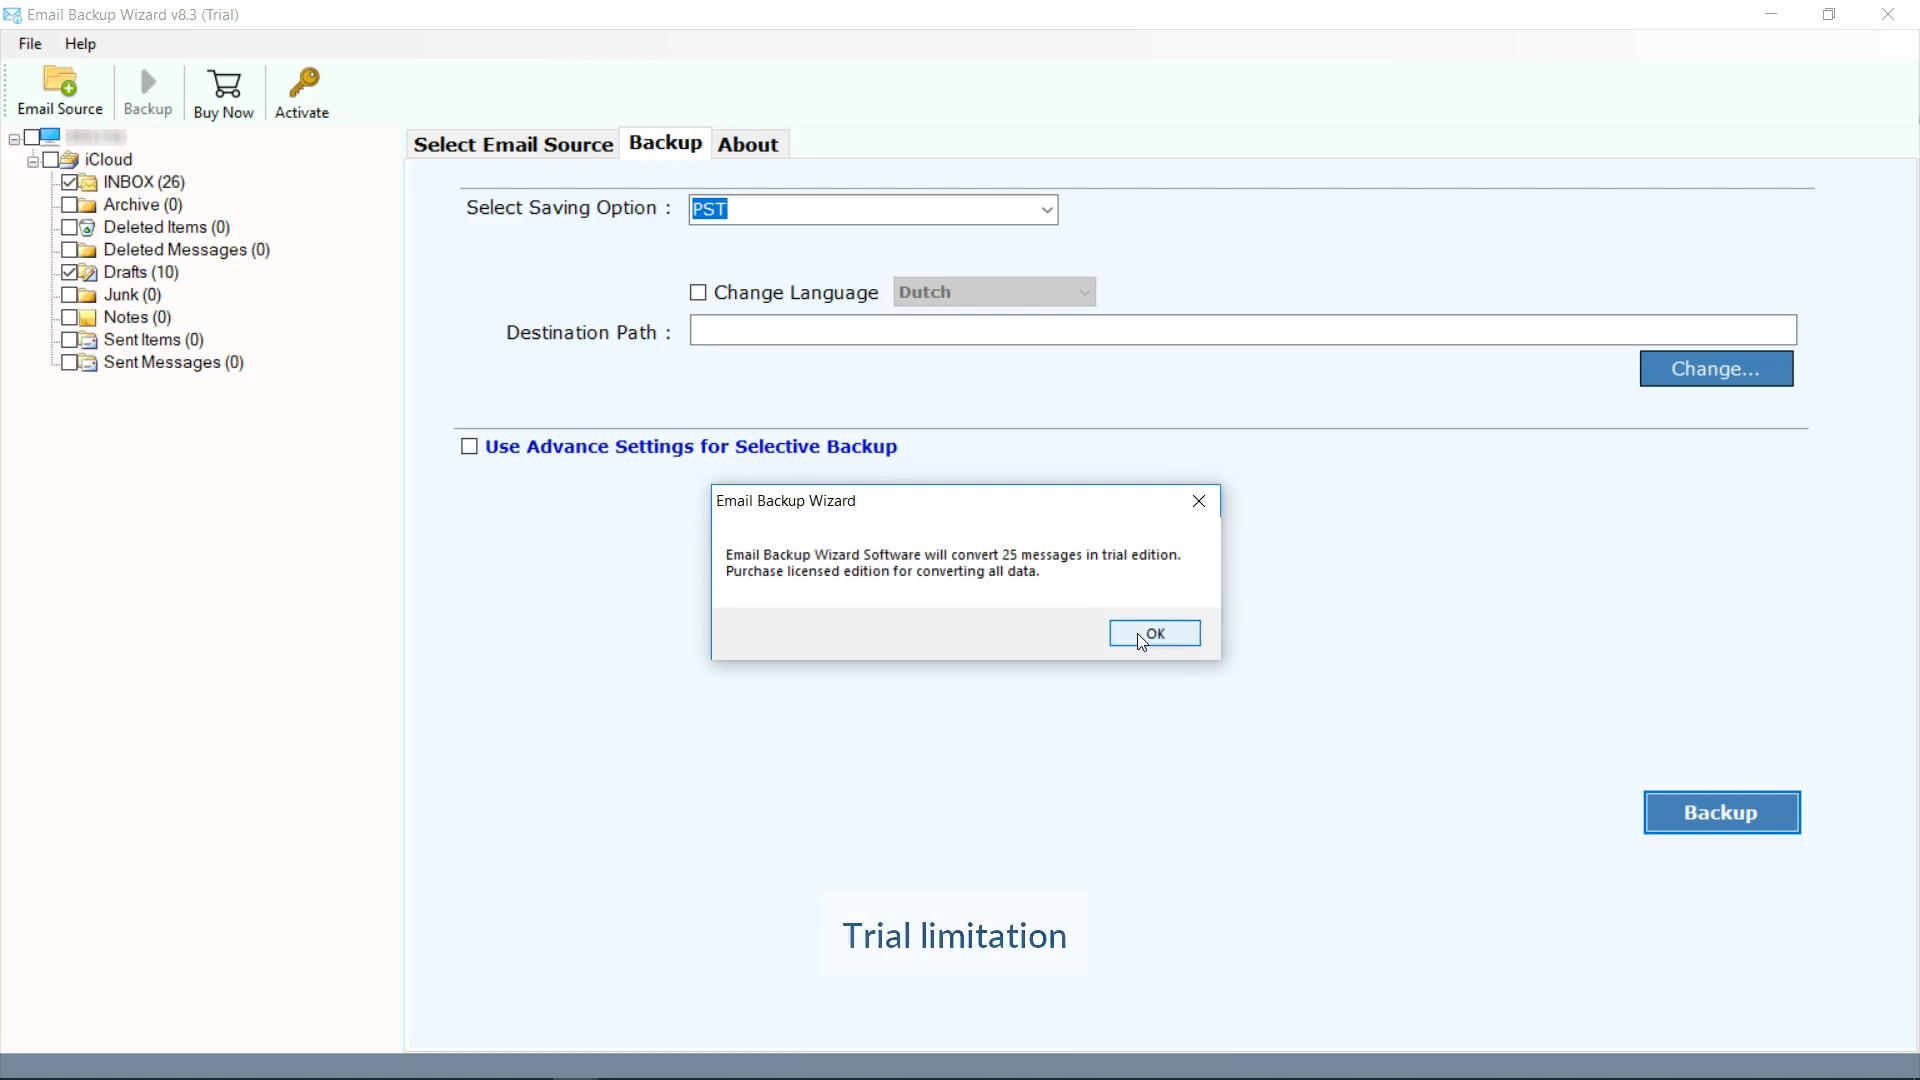 Email Backup Wizard v8.3 (Trial)
File Help
Email Source Backup Buy Now Activate
iCloud
INBOX (26)
Archive (0)
Deleted Items (0)
Deleted Messages (0)
Drafts (10)
Junk (0)
Notes (0)
Sent Items (0)
Sent Messages (0)
Select Email Source Backup About
Select Saving Option : PST
Change Language Dutch
Destination Path :
Change...
Use Advance Settings for Selective Backup
Email Backup Wizard
Email Backup Wizard Software will convert 25 messages in trial edition.
Purchase licensed edition for converting all data.
OK
Backup
Trial limitation